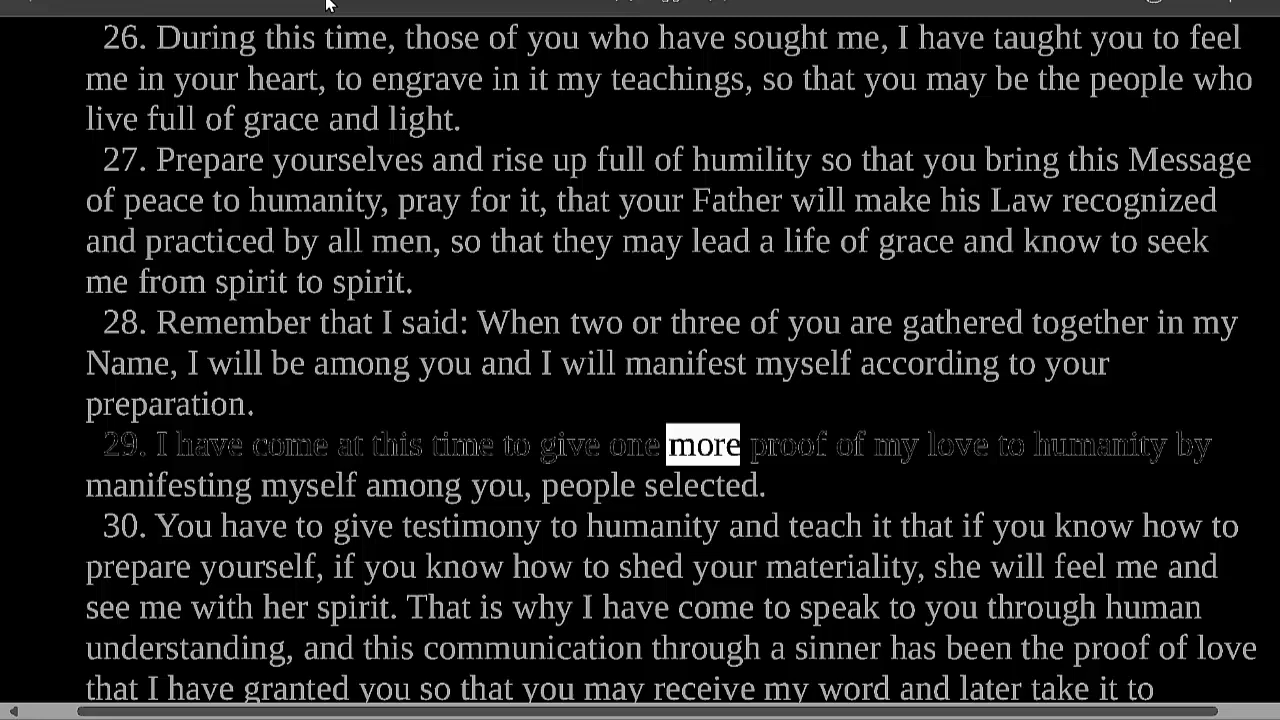 26. During this time, those of you who have sought me, I have taught you to feel
me in your heart, to engrave in it my teachings, so that you may be the people who
live full of grace and light.
27. Prepare yourselves and rise up full of humility so that you bring this Message
of peace to humanity, pray for it, that your Father will make his Law recognized
and practiced by all men, so that they may lead a life of grace and know to seek
me from spirit to spirit.
28. Remember that I said: When two or three of you are gathered together in my
Name, I will be among you and I will manifest myself according to your
preparation.
29. I have come at this time to give one more proof of my love to humanity by
manifesting myself among you, people selected.
30. You have to give testimony to humanity and teach it that if you know how to
prepare yourself, if you know how to shed your materiality, she will feel me and
see me with her spirit. That is why I have come to speak to you through human
understanding, and this communication through a sinner has been the proof of love
that I have granted you so that you may receive my word and later take it to